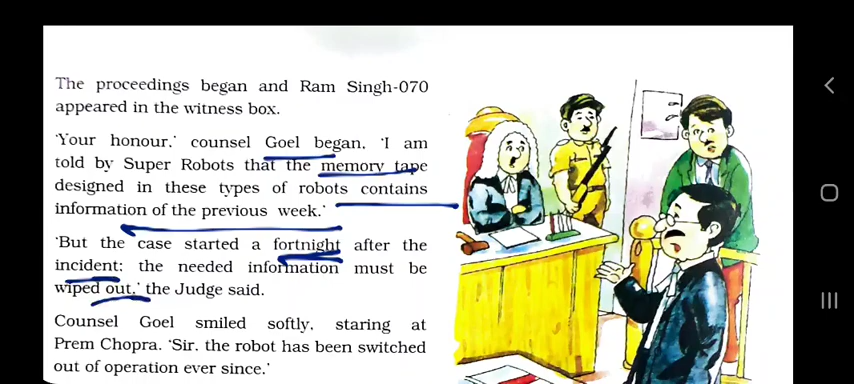 The proceedings began and Ram Singh-070
appeared in the witness box.
'Your honour.' counsel Goel began. 'I am
told by Super Robots that the memory tape
designed in these types of robots contains
information of the previous week.'
'But the case started a fortnight after the
incident: the needed information must be
wiped out.' the Judge said.
Counsel Goel smiled softly. staring at
Prem Chopra. 'Sir. the robot has been switched
out of operation ever since.'